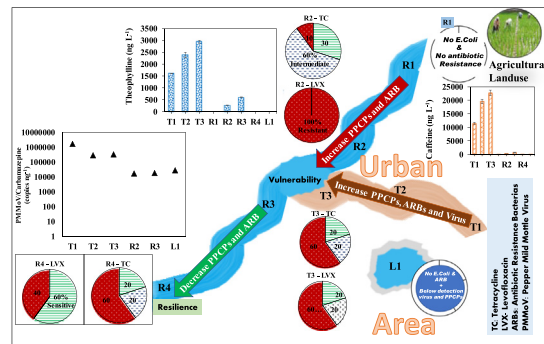 Theophylline (ng L-1)
3500
3000
2500
2000
1500
1000
500
0
T1 T2 T3 R1 R2 R3 R4 L1
R2 – TC
30
60%
Intermediate
R2 – LVX
100%
Resistant
R1
No E.Coli
&
No antibiotic
Resistance
Agricultural
Landuse
R1
Increase PPCPs and ARB
R2
Urban
Caffeine (ng L-1)
25000
20000
15000
10000
5000
0
T1 T3 R2 R4
PMMoV/Carbamazepine
(copies ng-1)
10000000
1000000
100000
10000
1000
100
10
1
T1 T2 T3 R2 R3 L1
Vulnerability
T3
T2
Increase PPCPs, ARBs and Virus
T1
R3
Decrease PPCPs and ARB
R4
Resilience
R4 – LVX
40
60%
Sensitive
R4 – TC
20
60
20
T3 – TC
20
60
20
T3 – LVX
20
60
20
L1
No E.Coli &
ARB
+
Below detection
virus and PPCPs
Area
TC: Tetracycline
LVX- Levofloxacin
ARBs: Antibiotic Resistance Bacterias
PMMoV: Pepper Mild Mottle Virus